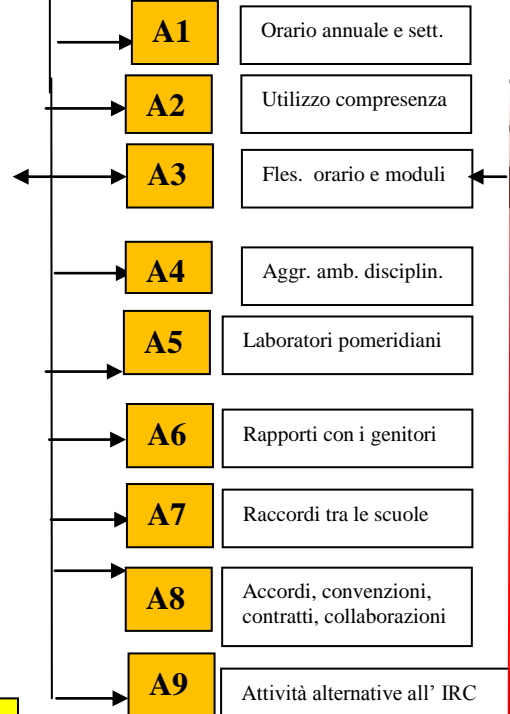 A1 Orario annuale e sett.
A2 Utilizzo compresenza
A3 Fles. orario e moduli
A4 Aggr. amb. disciplin.
A5 Laboratori pomeridiani
A6 Rapporti con i genitori
A7 Raccordi tra le scuole
A8 Accordi, convenzioni,
contratti, collaborazioni
A9 Attività alternative all' IRC